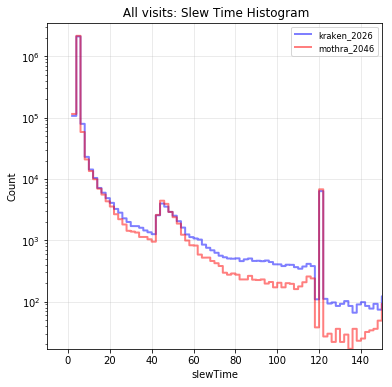 All visits: Slew Time Histogram
kraken_2026
mothra_2046
10⁶
10⁵
10⁴
10³
10²
Count
0 20 40 60 80 100 120 140
slewTime